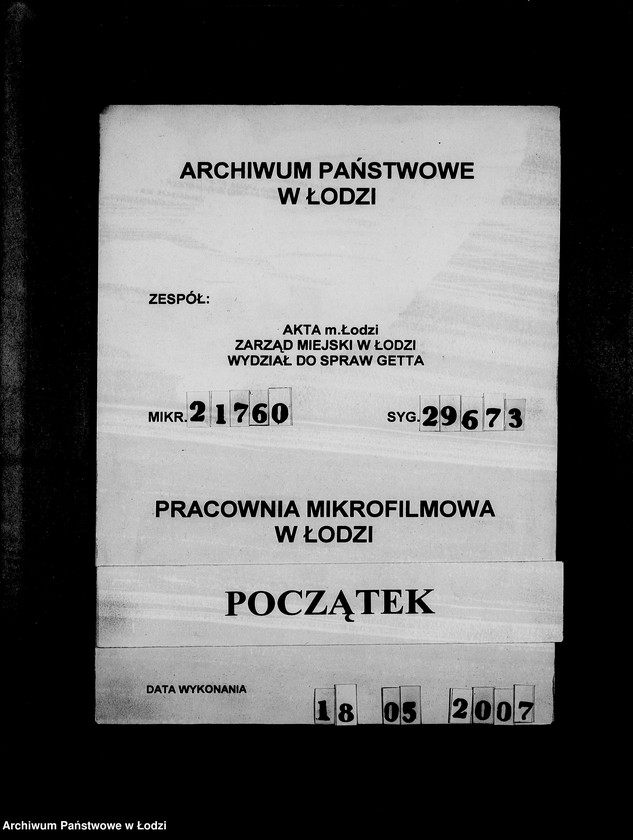 ARCHIWUM PAŃSTWOWE
W ŁODZI
ZESPÓŁ:
AKTA m.Łodzi
ZARZĄD MIEJSKI W ŁODZI
WYDZIAŁ DO SPRAW GETTA
MIKR. 21760 SYG. 29673
PRACOWNIA MIKROFILMOWA
W ŁODZI
POCZĄTEK
DATA WYKONANIA
18 05 2007
Archiwum Państwowe w Łodzi